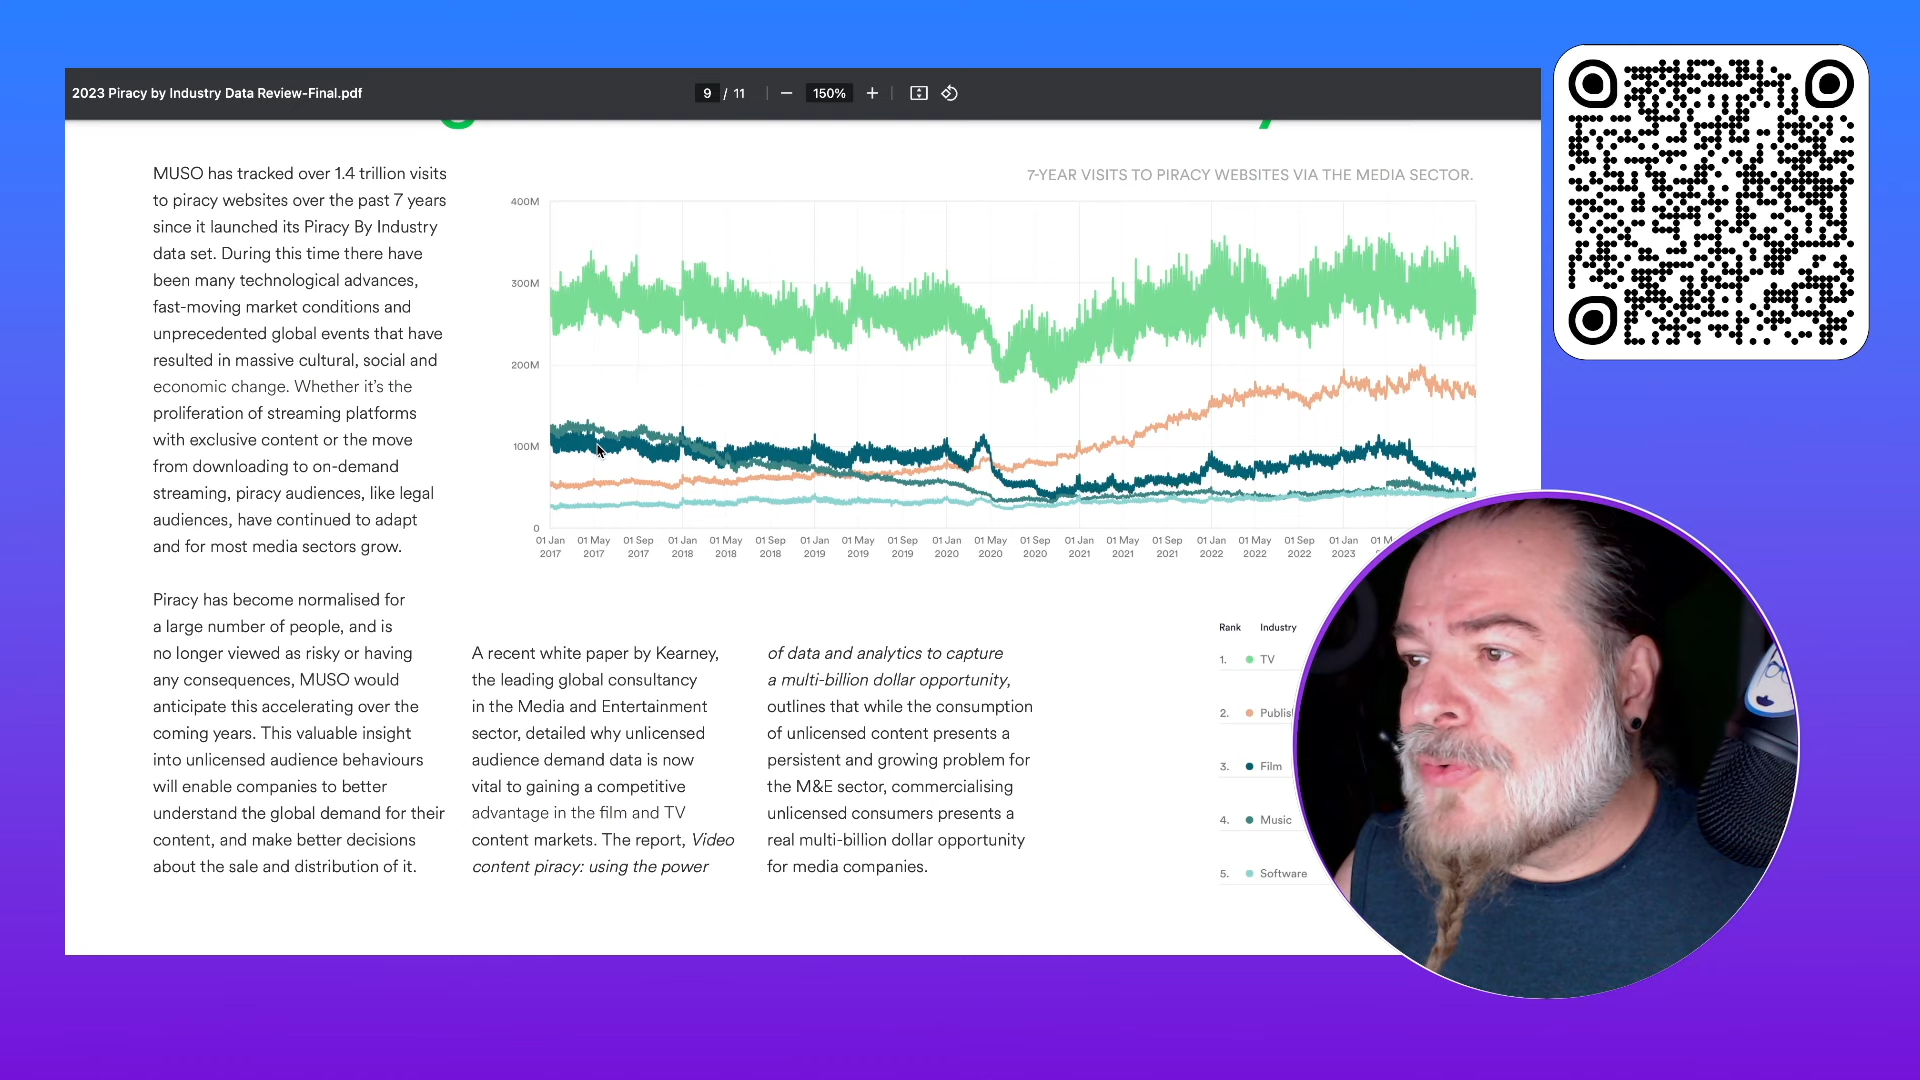 2023 Piracy by Industry Data Review-Final.pdf
9 / 11
150%
MUSO has tracked over 1.4 trillion visits
to piracy websites over the past 7 years
since it launched its Piracy By Industry
data set. During this time there have
been many technological advances,
fast-moving market conditions and
unprecedented global events that have
resulted in massive cultural, social and
economic change. Whether it's the
proliferation of streaming platforms
with exclusive content or the move
from downloading to on-demand
streaming, piracy audiences, like legal
audiences, have continued to adapt
and for most media sectors grow.
Piracy has become normalised for
a large number of people, and is
no longer viewed as risky or having
any consequences, MUSO would
anticipate this accelerating over the
coming years. This valuable insight
into unlicensed audience behaviours
will enable companies to better
understand the global demand for their
content, and make better decisions
about the sale and distribution of it.
7-YEAR VISITS TO PIRACY WEBSITES VIA THE MEDIA SECTOR.
400M
300M
200M
100M
0
01 Jan 01 May 01 Sep 01 Jan 01 May 01 Sep 01 Jan 01 May 01 Sep 01 Jan 01 May 01 Sep 01 Jan 01 May 01 Sep 01 Jan 01 May 01 Sep 01 Jan 01 M
2017 2017 2017 2018 2018 2018 2019 2019 2019 2020 2020 2020 2021 2021 2021 2022 2022 2022 2023
A recent white paper by Kearney,
the leading global consultancy
in the Media and Entertainment
sector, detailed why unlicensed
audience demand data is now
vital to gaining a competitive
advantage in the film and TV
content markets. The report, Video
content piracy: using the power
of data and analytics to capture
a multi-billion dollar opportunity,
outlines that while the consumption
of unlicensed content presents a
persistent and growing problem for
the M&E sector, commercialising
unlicensed consumers presents a
real multi-billion dollar opportunity
for media companies.
Rank Industry
1. TV
2. Publis
3. Film
4. Music
5. Software